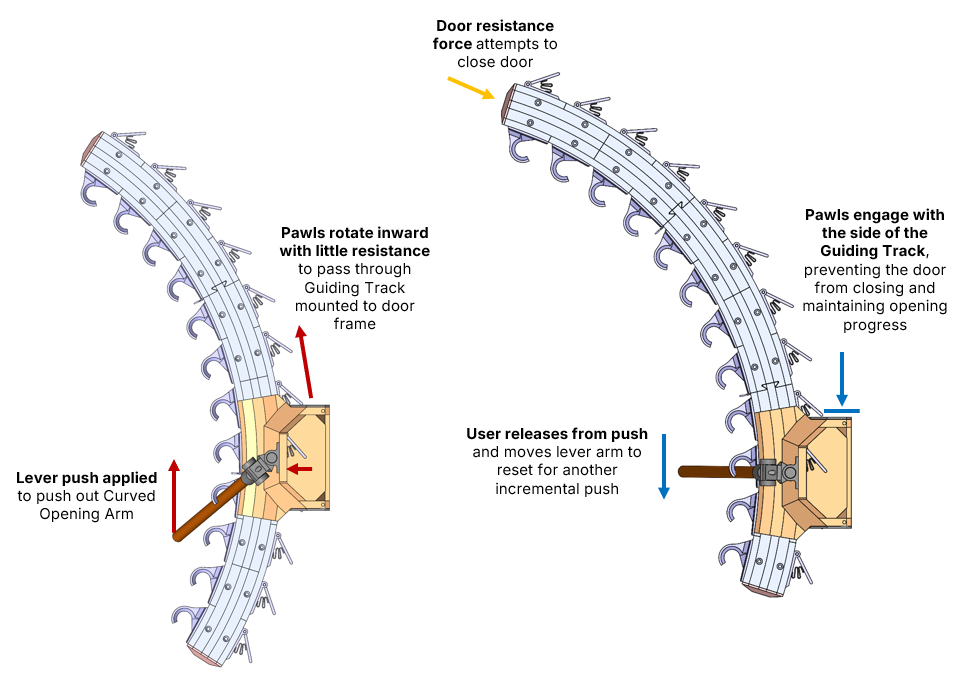 Door resistance
force attempts to
close door
Pawls rotate inward
with little resistance
to pass through
Guiding Track
mounted to door
frame
Pawls engage with
the side of the
Guiding Track,
preventing the door
from closing and
maintaining opening
progress
Lever push applied
to push out Curved
Opening Arm
User releases from push
and moves lever arm to
reset for another
incremental push